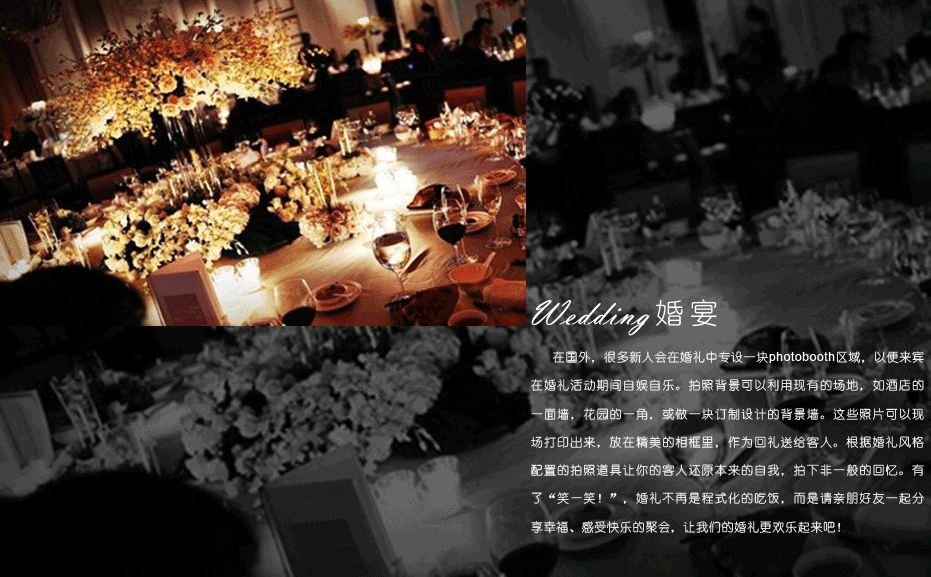 Wedding 婚宴
在国外，很多新人会在婚礼中专设一块photobooth区域，以便来宾
在婚礼活动期间自娱自乐。拍照背景可以利用现有的场地，如酒店的
一面墙，花园的一角，或做一块订制设计的背景墙。这些照片可以现
场打印出来，放在精美的相框里，作为回礼送给客人。根据婚礼风格
配置的拍照道具让你的客人还原本来的自我，拍下非一般的回忆。有
了“笑一笑！”，婚礼不再是程式化的吃饭，而是请亲朋好友一起分
享幸福、感受快乐的聚会，让我们的婚礼更欢乐起来吧！